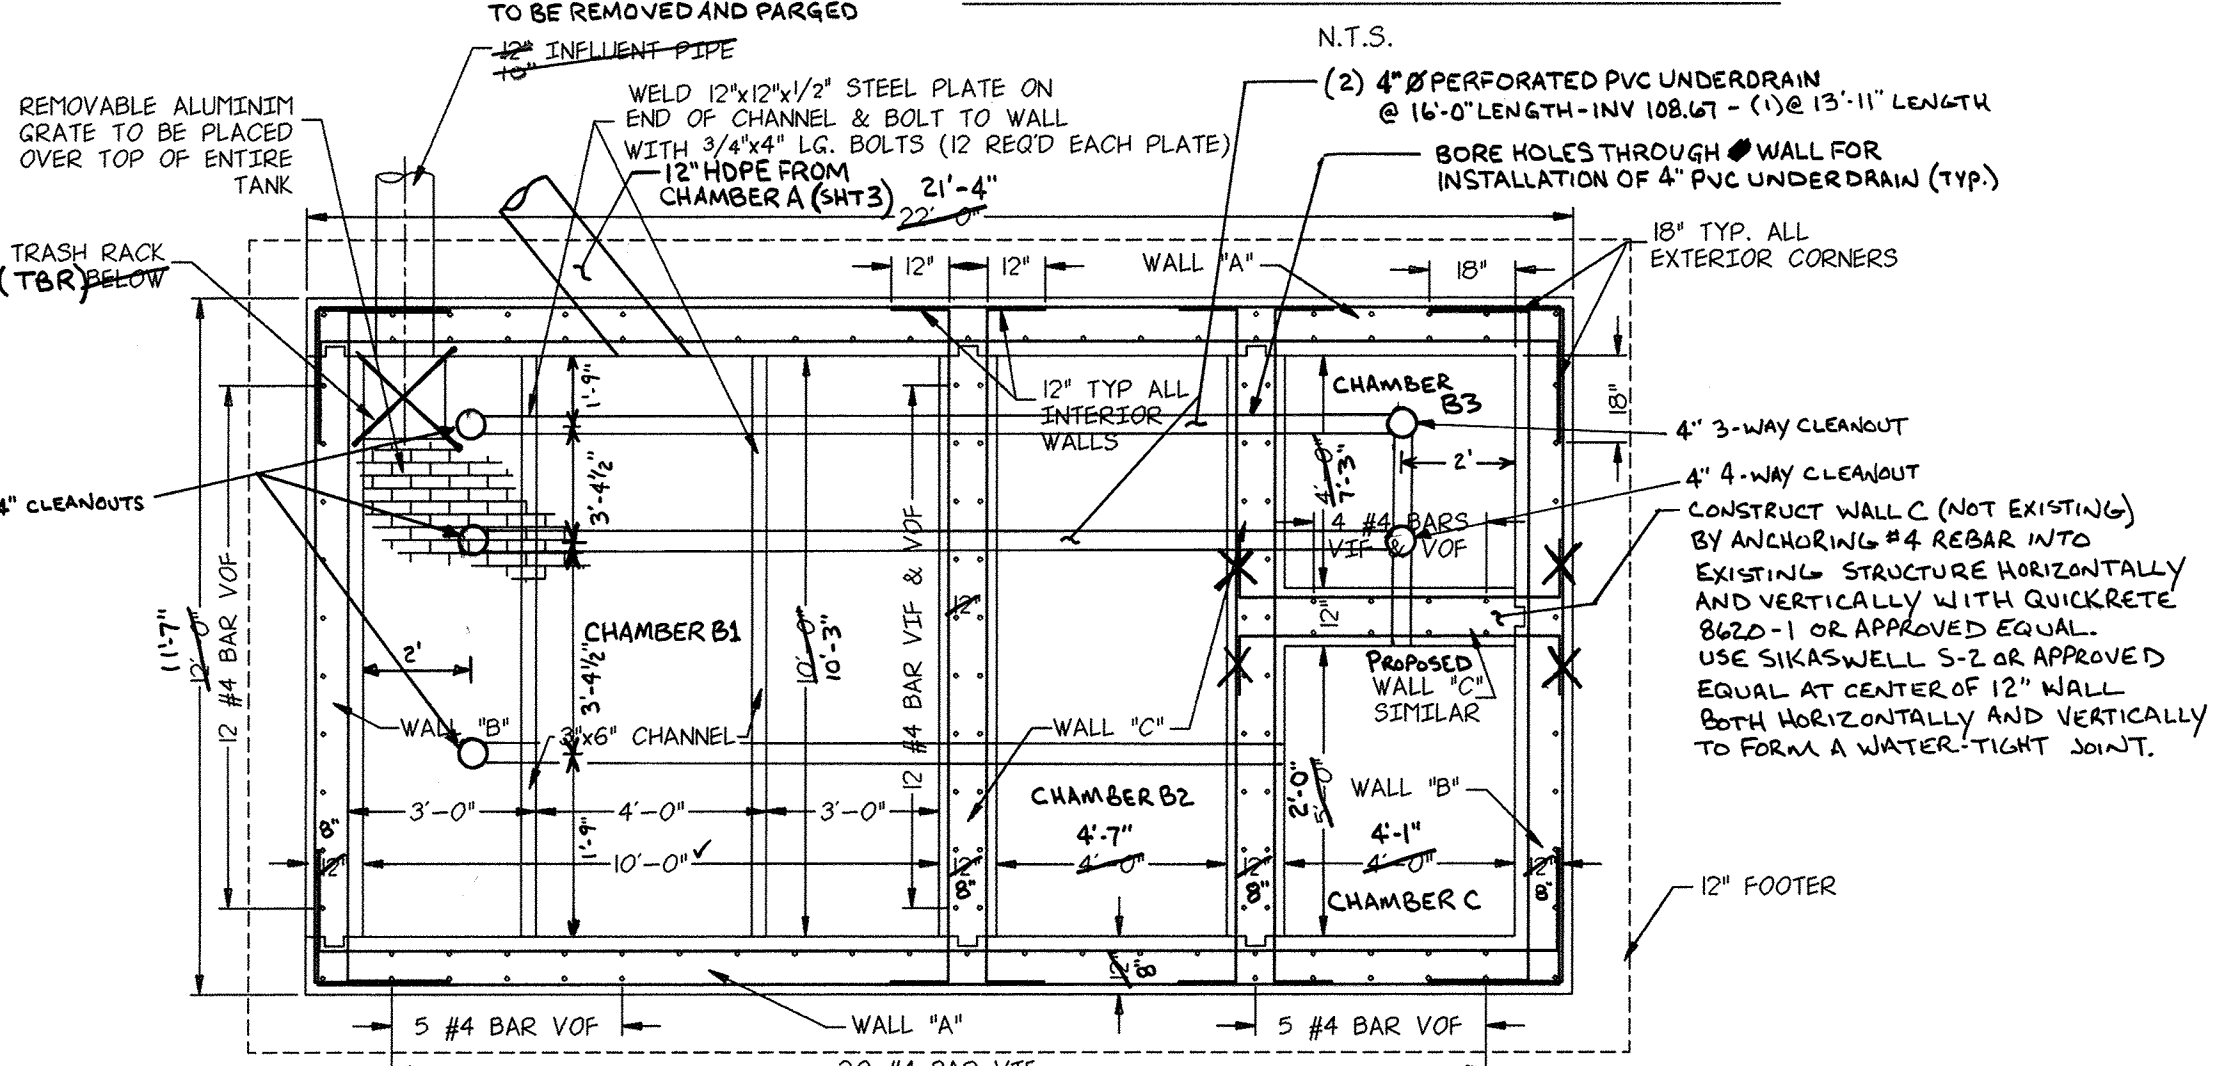 TO BE REMOVED AND PARGED
12" INFLUENT PIPE
10"
N.T.S.
(2) 4"Ø PERFORATED PVC UNDERDRAIN
@ 16'-0" LENGTH-INV 108.67 - (1)@ 13'-11" LENGTH
REMOVABLE ALUMINIM
GRATE TO BE PLACED
OVER TOP OF ENTIRE
TANK
WELD 12"x12"x1/2" STEEL PLATE ON
END OF CHANNEL & BOLT TO WALL
WITH 3/4"x4" LG. BOLTS (12 REQ'D EACH PLATE)
12" HDPE FROM
CHAMBER A (SHT3)
21'-4"
22'-0"
BORE HOLES THROUGH WALL FOR
INSTALLATION OF 4" PVC UNDERDRAIN (TYP.)
TRASH RACK
(TBR) BELOW
12"
12"
WALL "A"
18"
18" TYP. ALL
EXTERIOR CORNERS
1'-9"
12" TYP ALL
INTERIOR
WALLS
CHAMBER
B3
18"
4" 3-WAY CLEANOUT
2'
4'-0"
7'-3"
3'-4 1/2"
4" CLEANOUTS
4" 4-WAY CLEANOUT
4 #4 BARS
VIF & VOF
CONSTRUCT WALL C (NOT EXISTING)
BY ANCHORING #4 REBAR INTO
EXISTING STRUCTURE HORIZONTALLY
AND VERTICALLY WITH QUICKRETE
8620-1 OR APPROVED EQUAL.
USE SIKASWELL S-2 OR APPROVED
EQUAL AT CENTER OF 12" WALL
BOTH HORIZONTALLY AND VERTICALLY
TO FORM A WATER-TIGHT JOINT.
11'-7"
12'-0"
12 #4 BAR VOF
2'
CHAMBER B1
3'-4 1/2"
10'-0"
10'-3"
12 #4 BAR VIF & VOF
12"
12"
PROPOSED
WALL "C"
SIMILAR
WALL "B"
3"x6" CHANNEL
WALL "C"
3'-0"
4'-0"
3'-0"
CHAMBER B2
2'-0"
5'-0"
WALL "B"
8"
12"
1'-9"
10'-0" ✓
12"
8"
4'-7"
4'-0"
12"
8"
4'-1"
4'-0"
12"
8"
CHAMBER C
12" FOOTER
12"
8"
5 #4 BAR VOF
WALL "A"
5 #4 BAR VOF